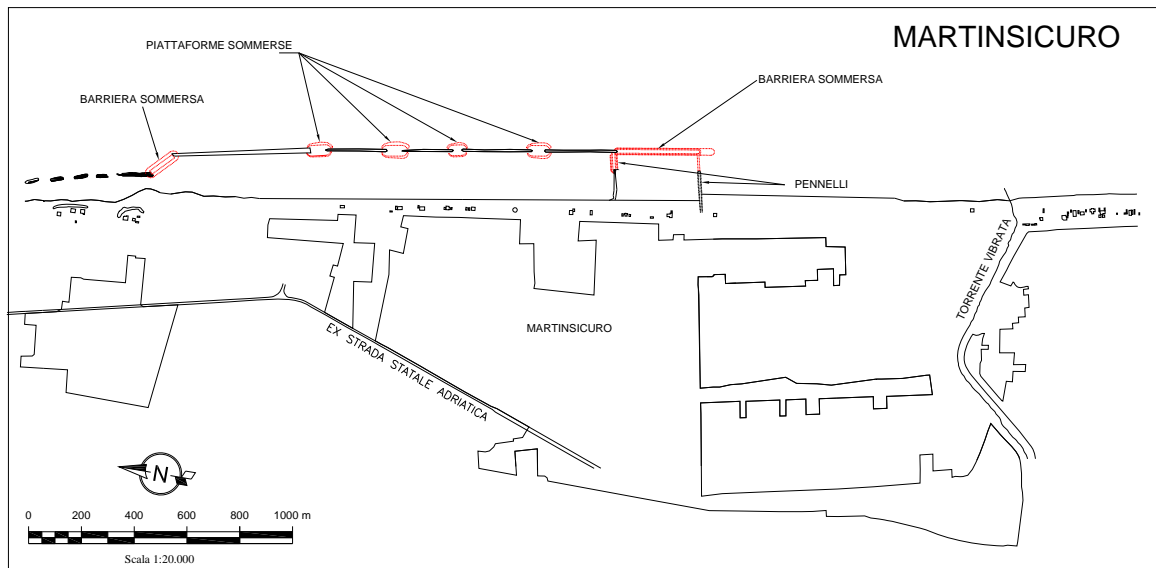 MARTINSICURO
PIATTAFORME SOMMERSE
BARRIERA SOMMERSA
BARRIERA SOMMERSA
PENNELLI
TORRENTE VIBRATA
MARTINSICURO
EX STRADA STATALE ADRIATICA
N
0 200 400 600 800 1000 m
Scala 1:20.000